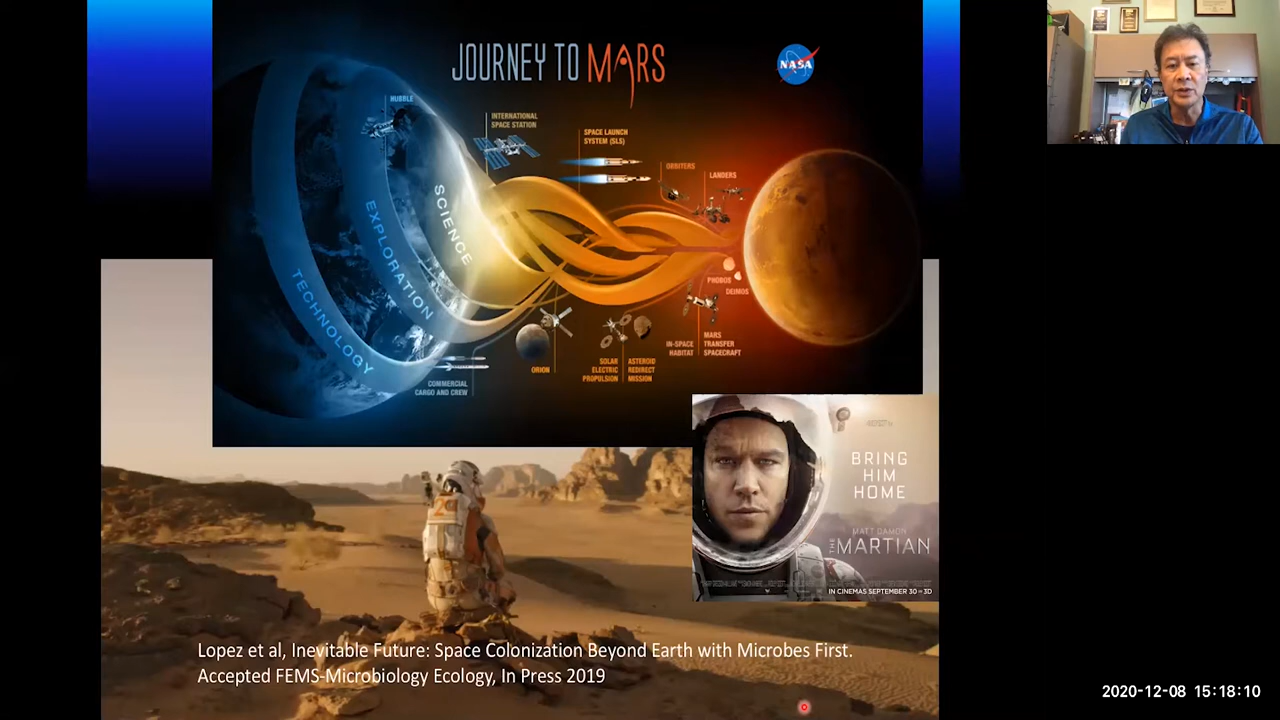 JOURNEY TO MARS
NASA
HUBBLE
INTERNATIONAL
SPACE STATION
SPACE LAUNCH
SYSTEM (SLS)
ORBITERS
LANDERS
SCIENCE
EXPLORATION
TECHNOLOGY
PHOBOS
DEIMOS
COMMERCIAL
CARGO AND CREW
ORION
SOLAR
ELECTRIC
PROPULSION
ASTEROID
REDIRECT
MISSION
IN-SPACE
HABITAT
MARS
TRANSFER
SPACECRAFT
BRING
HIM
HOME
MATT DAMON
THE MARTIAN
IN CINEMAS SEPTEMBER 30 IN 3D
Lopez et al, Inevitable Future: Space Colonization Beyond Earth with Microbes First.
Accepted FEMS-Microbiology Ecology, In Press 2019
2020-12-08 15:18:10